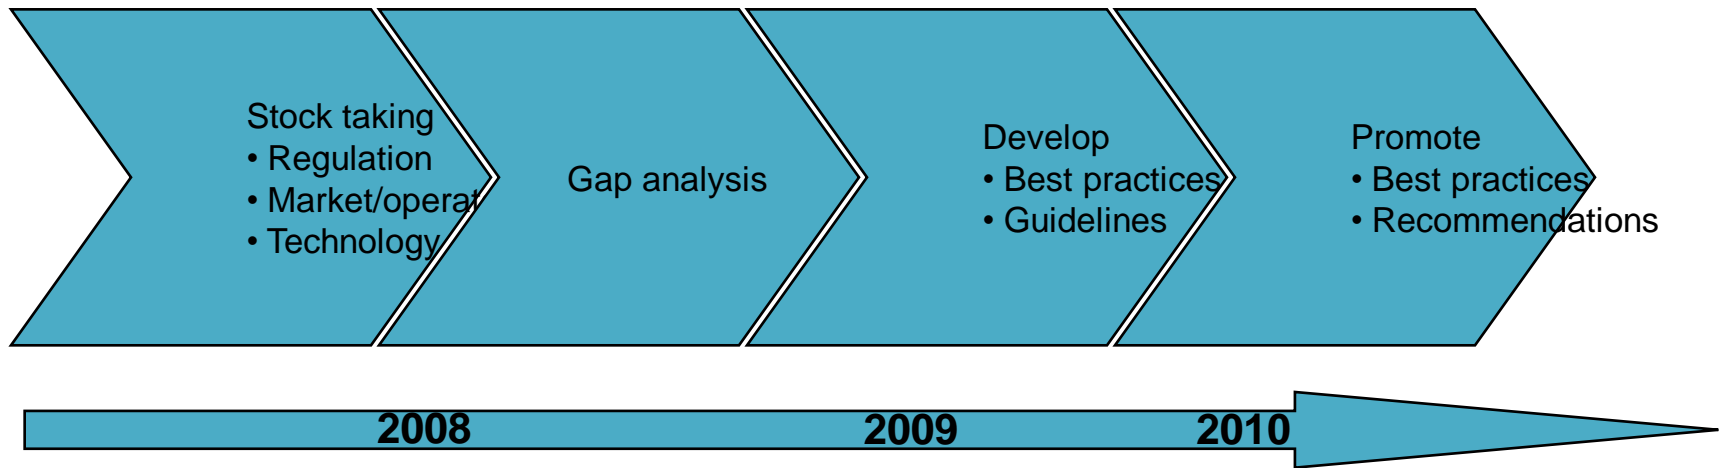 Stock taking
• Regulation
• Market/operat
• Technology
Gap analysis
Develop
• Best practices
• Guidelines
Promote
• Best practices
• Recommendations
2008 2009 2010